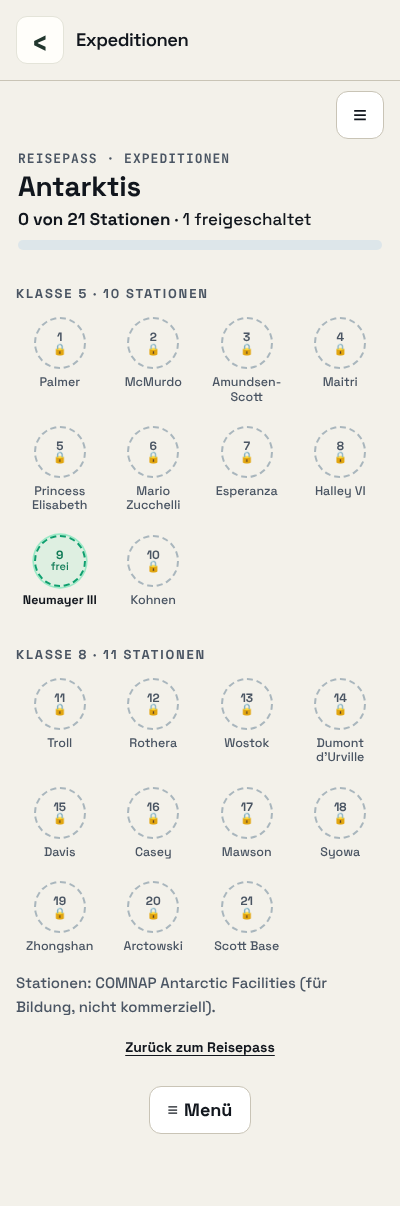 < Expeditionen
≡
REISEPASS · EXPEDITIONEN
Antarktis
0 von 21 Stationen · 1 freigeschaltet
KLASSE 5 · 10 STATIONEN
1 2 3 4
Palmer McMurdo Amundsen- Maitri
Scott
5 6 7 8
Princess Mario Esperanza Halley VI
Elisabeth Zucchelli
9 10
frei
Neumayer III Kohnen
KLASSE 8 · 11 STATIONEN
11 12 13 14
Troll Rothera Wostok Dumont
d'Urville
15 16 17 18
Davis Casey Mawson Syowa
19 20 21
Zhongshan Arctowski Scott Base
Stationen: COMNAP Antarctic Facilities (für
Bildung, nicht kommerziell).
Zurück zum Reisepass
≡ Menü